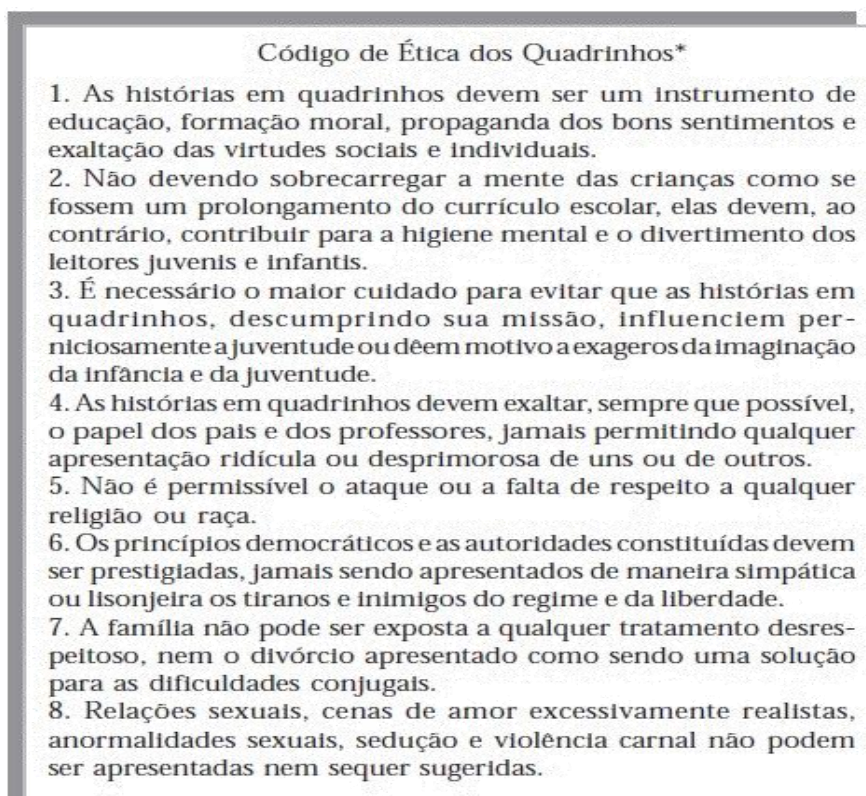 Código de Ética dos Quadrinhos*
1. As histórias em quadrinhos devem ser um instrumento de
educação, formação moral, propaganda dos bons sentimentos e
exaltação das virtudes sociais e individuais.
2. Não devendo sobrecarregar a mente das crianças como se
fossem um prolongamento do currículo escolar, elas devem, ao
contrário, contribuir para a higiene mental e o divertimento dos
leitores juvenis e infantis.
3. É necessário o maior cuidado para evitar que as histórias em
quadrinhos, descumprindo sua missão, influenciem per-
niciosamente a juventude ou dêem motivo a exageros da imaginação
da infância e da juventude.
4. As histórias em quadrinhos devem exaltar, sempre que possível,
o papel dos pais e dos professores, jamais permitindo qualquer
apresentação ridícula ou desprimorosa de uns ou de outros.
5. Não é permissível o ataque ou a falta de respeito a qualquer
religião ou raça.
6. Os princípios democráticos e as autoridades constituídas devem
ser prestigiadas, jamais sendo apresentados de maneira simpática
ou lisonjeira os tiranos e inimigos do regime e da liberdade.
7. A família não pode ser exposta a qualquer tratamento desres-
peitoso, nem o divórcio apresentado como sendo uma solução
para as dificuldades conjugais.
8. Relações sexuais, cenas de amor excessivamente realistas,
anormalidades sexuais, sedução e violência carnal não podem
ser apresentadas nem sequer sugeridas.